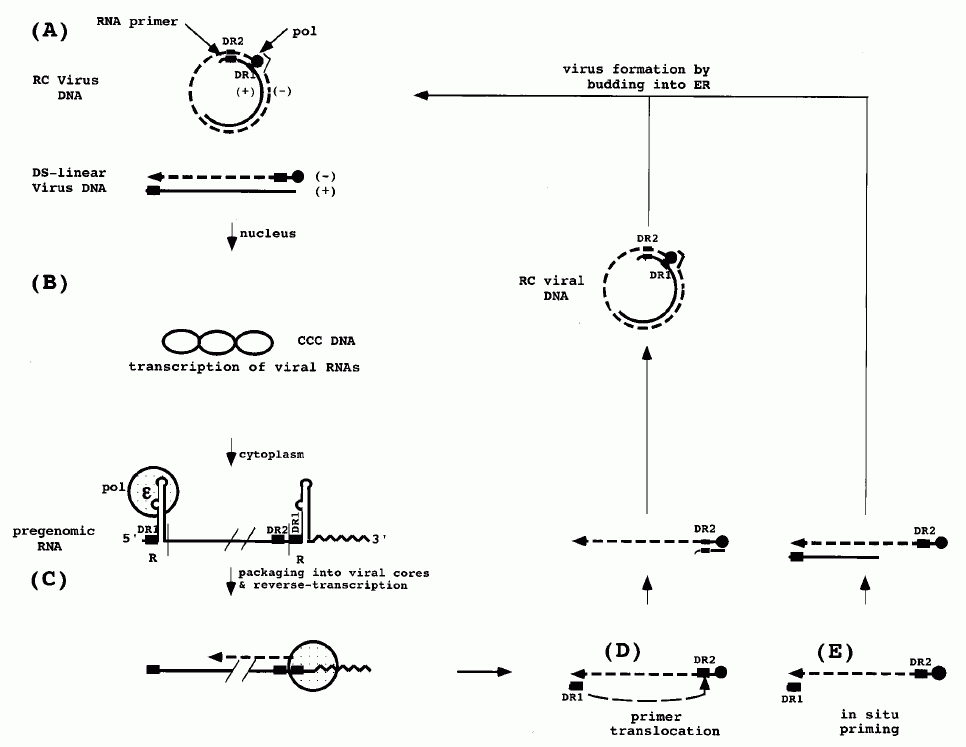 (A)
RNA primer
DR2
pol
DR1
RC Virus
DNA
(+)
(-)
virus formation by
budding into ER
DS-linear
Virus DNA
(-)
(+)
nucleus
(B)
DR2
DR1
RC viral
DNA
CCC DNA
transcription of viral RNAs
cytoplasm
pol
ε
DR1
DR2
DR1
pregenomic
RNA
5'
3'
R
R
DR2
DR2
(C)
packaging into viral cores
& reverse-transcription
(D)
DR2
DR1
primer
translocation
(E)
DR2
DR1
in situ
priming